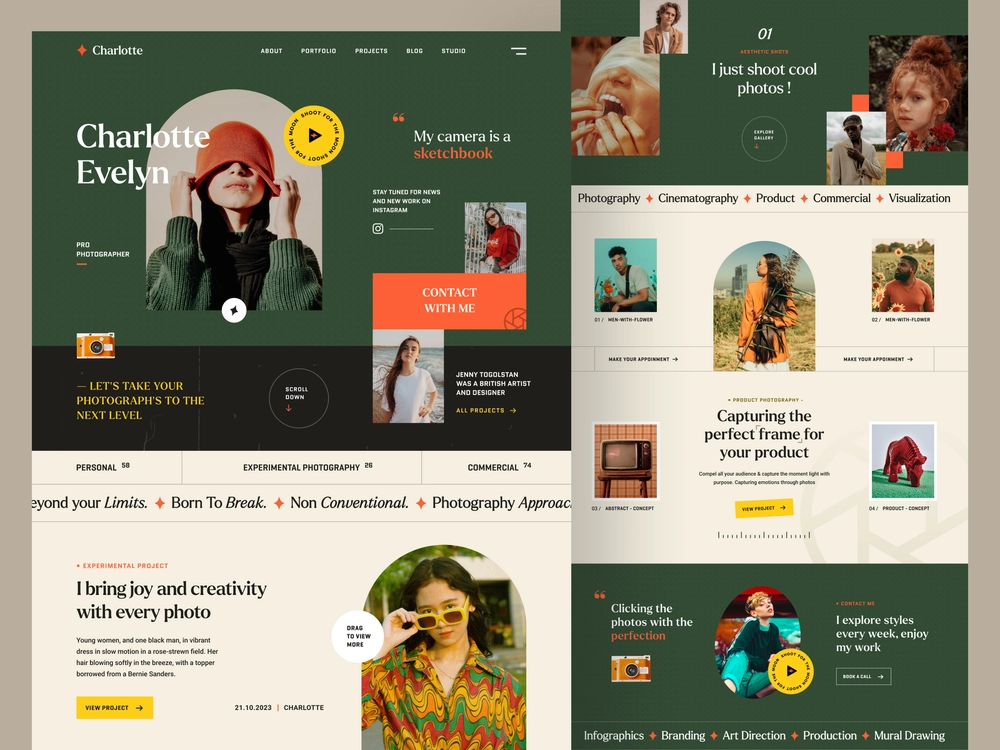 Charlotte
ABOUT
PORTFOLIO
PROJECTS
BLOG
STUDIO
Charlotte
Evelyn
SHOOT FOR THE MOON SHOOT FOR THE MOON
“
My camera is a
sketchbook
STAY TUNED FOR NEWS
AND NEW WORK ON
INSTAGRAM
PRO
PHOTOGRAPHER
CONTACT
WITH ME
— LET'S TAKE YOUR
PHOTOGRAPH'S TO THE
NEXT LEVEL
SCROLL
DOWN
JENNY TOGOLSTAN
WAS A BRITISH ARTIST
AND DESIGNER
ALL PROJECTS
PERSONAL 58
EXPERIMENTAL PHOTOGRAPHY 26
COMMERCIAL 74
eyond your Limits. Born To Break. Non Conventional. Photography Approac
EXPERIMENTAL PROJECT
I bring joy and creativity
with every photo
Young women, and one black man, in vibrant
dress in slow motion in a rose-strewn field. Her
hair blowing softly in the breeze, with a topper
borrowed from a Bernie Sanders.
VIEW PROJECT
21.10.2023 | CHARLOTTE
DRAG
TO VIEW
MORE
01
AESTHETIC SHOTS
I just shoot cool
photos !
EXPLORE
GALLERY
Photography Cinematography Product Commercial Visualization
01 / MEN-WITH-FLOWER
02 / MEN-WITH-FLOWER
MAKE YOUR APPOINMENT
MAKE YOUR APPOINMENT
PRODUCT PHOTOGRAPHY -
Capturing the
perfect frame for
your product
Compel all your audience & capture the moment light with
purpose. Capturing emotions through photos
VIEW PROJECT
03 / ABSTRACT - CONCEPT
04 / PRODUCT - CONCEPT
“
Clicking the
photos with the
perfection
SHOOT FOR THE MOON SHOOT FOR THE MOON
CONTACT ME
I explore styles
every week, enjoy
my work
BOOK A CALL
Infographics Branding Art Direction Production Mural Drawing